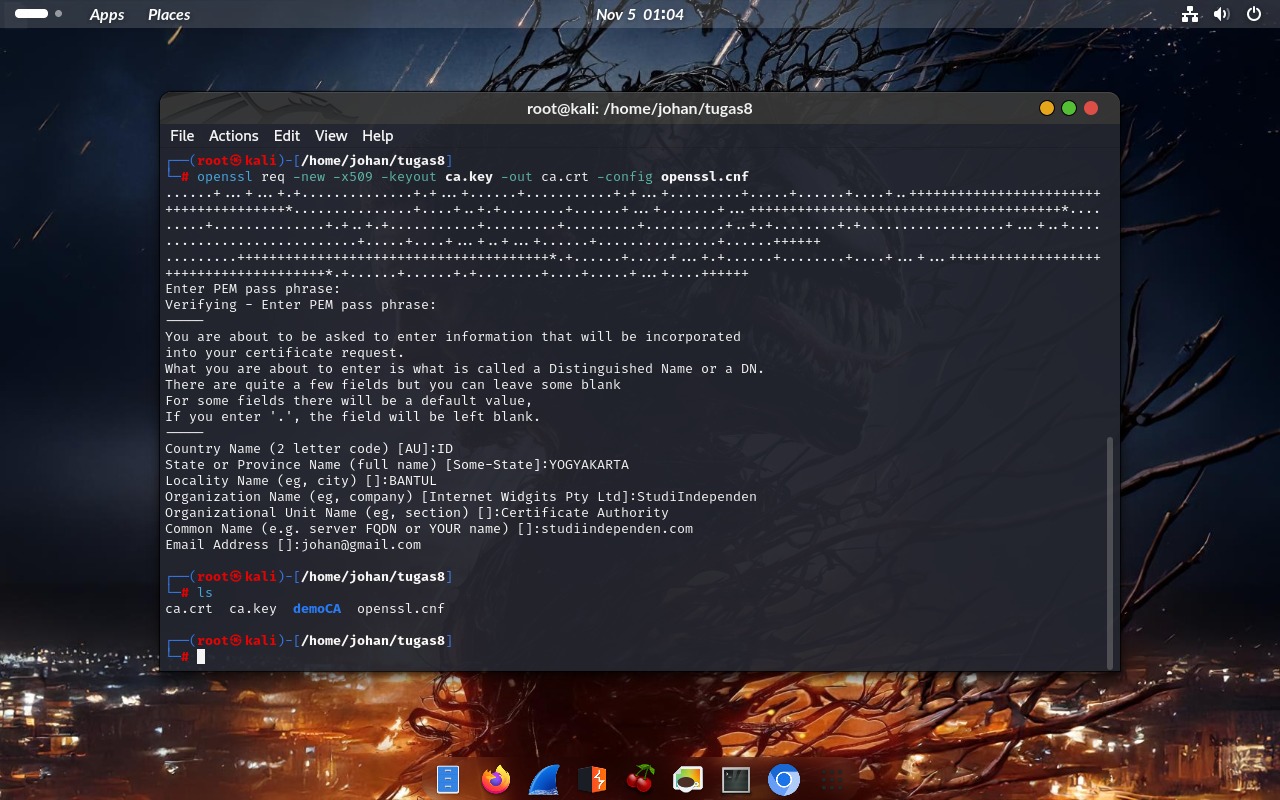 Apps Places Nov 5 01:04
root@kali: /home/johan/tugas8
File Actions Edit View Help
┌──(root㉿kali)-[/home/johan/tugas8]
└─# openssl req -new -x509 -keyout ca.key -out ca.crt -config openssl.cnf
Enter PEM pass phrase:
Verifying - Enter PEM pass phrase:
-----
You are about to be asked to enter information that will be incorporated
into your certificate request.
What you are about to enter is what is called a Distinguished Name or a DN.
There are quite a few fields but you can leave some blank
For some fields there will be a default value,
If you enter '.', the field will be left blank.
-----
Country Name (2 letter code) [AU]:ID
State or Province Name (full name) [Some-State]:YOGYAKARTA
Locality Name (eg, city) []:BANTUL
Organization Name (eg, company) [Internet Widgits Pty Ltd]:StudiIndependen
Organizational Unit Name (eg, section) []:Certificate Authority
Common Name (e.g. server FQDN or YOUR name) []:studiindependen.com
Email Address []:johan@gmail.com
┌──(root㉿kali)-[/home/johan/tugas8]
└─# ls
ca.crt ca.key demoCA openssl.cnf
┌──(root㉿kali)-[/home/johan/tugas8]
└─#